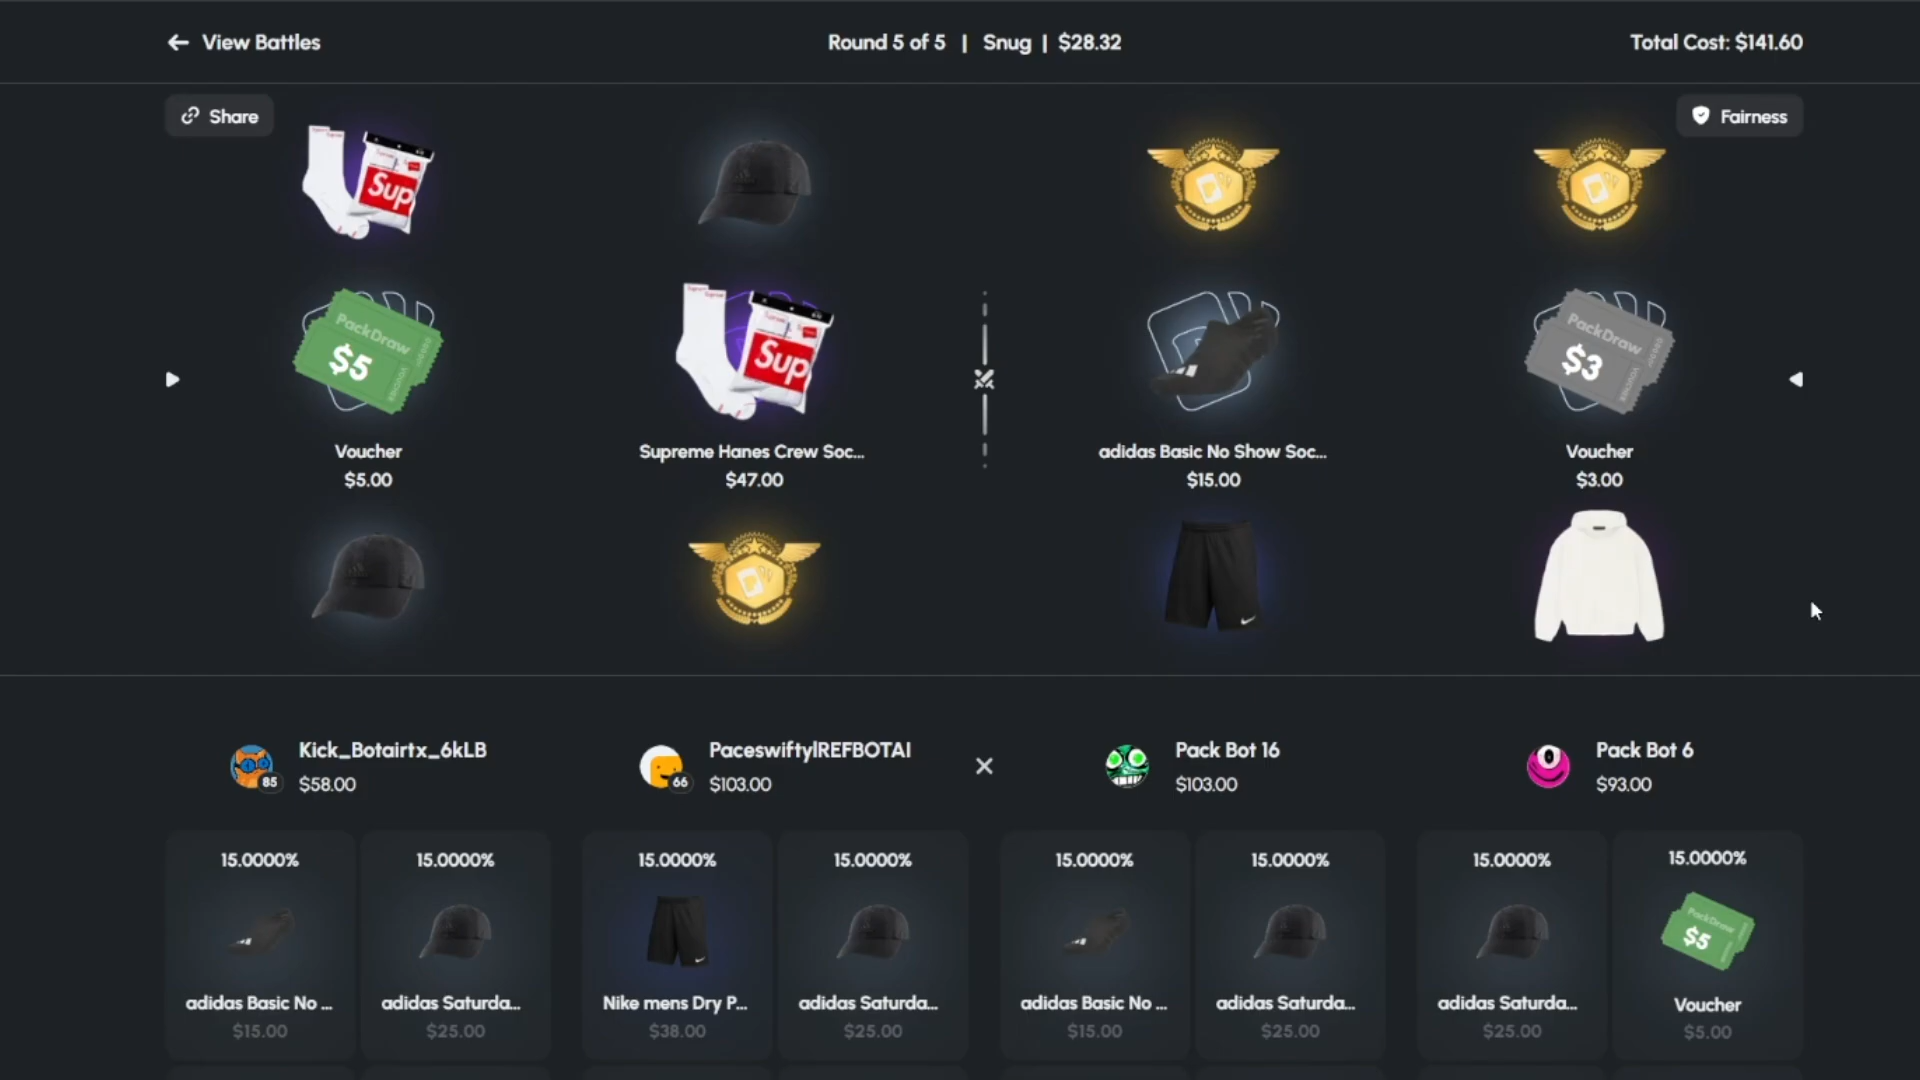 View Battles
Round 5 of 5 | Snug | $28.32
Total Cost: $141.60
Share
Fairness
Sup
PackDraw
$5
Sup
PackDraw
$3
Voucher
$5.00
Supreme Hanes Crew Soc...
$47.00
adidas Basic No Show Soc...
$15.00
Voucher
$3.00
Kick_Botairtx_6kLB
$58.00
85
PaceswiftylREFBOTAI
$103.00
66
Pack Bot 16
$103.00
Pack Bot 6
$93.00
15.0000%
15.0000%
15.0000%
15.0000%
15.0000%
15.0000%
15.0000%
15.0000%
PackDraw
$5
adidas Basic No ...
$15.00
adidas Saturda...
$25.00
Nike mens Dry P...
$38.00
adidas Saturda...
$25.00
adidas Basic No ...
$15.00
adidas Saturda...
$25.00
adidas Saturda...
$25.00
Voucher
$5.00